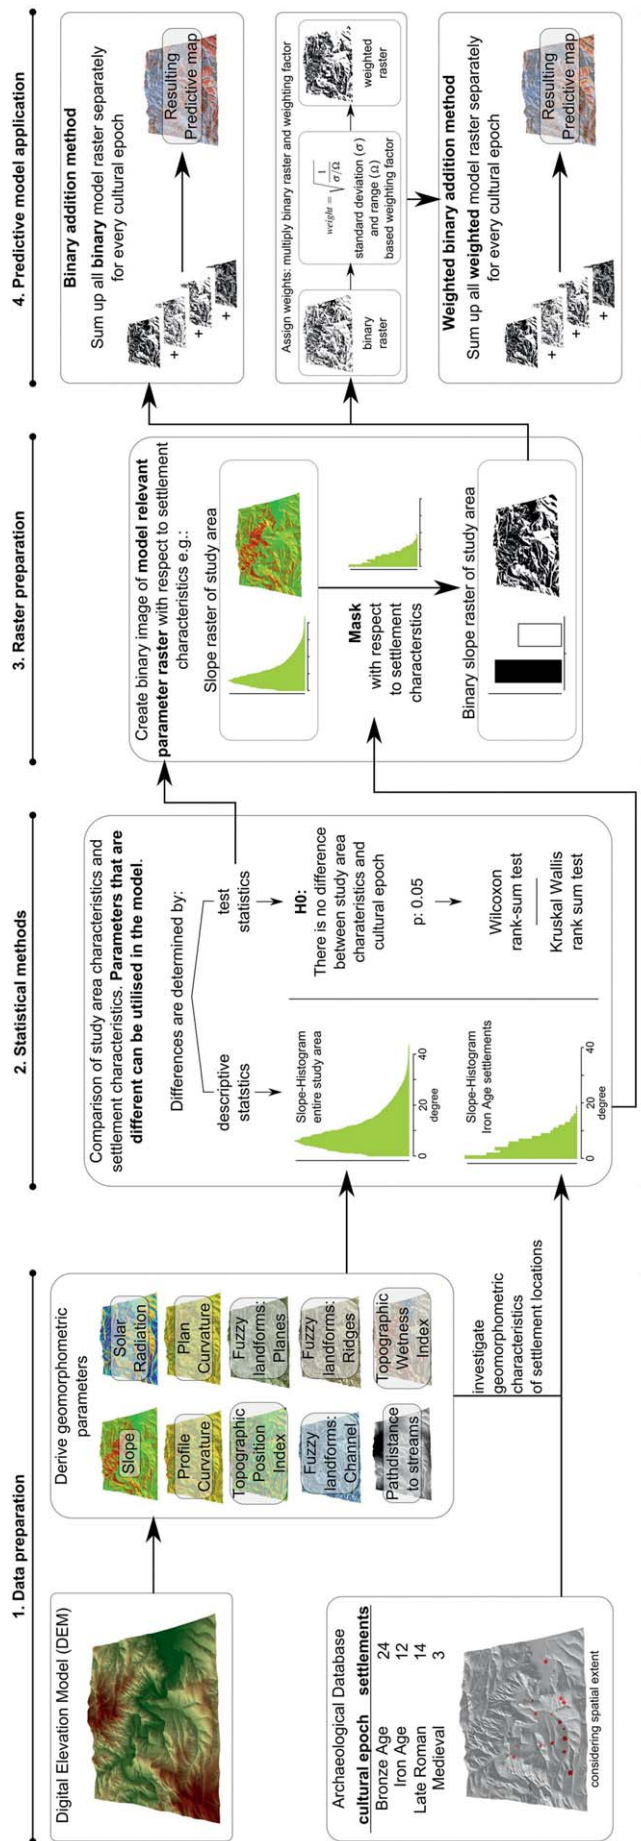 1. Data preparation
Digital Elevation Model (DEM)
Archaeological Database
cultural epoch settlements
Bronze Age 24
Iron Age 12
Late Roman 14
Medieval 3
considering spatial extent
Derive geomorphometric
parameters
Slope
Solar
Radiation
Profile
Curvature
Plan
Curvature
Topographic
Position
Index
Fuzzy
landforms:
Planes
Fuzzy
landforms:
Channel
Fuzzy
landforms:
Ridges
Pathdistance
to streams
Topographic
Wetness
Index
investigate
geomorphometric
characteristics
of settlement locations
2. Statistical methods
Comparison of study area characteristics and
settlement characteristics. Parameters that are
different can be utilised in the model.
Differences are determined by:
descriptive
statstics
test
statistics
Slope-Histogram
entire study area
0 20 40
degree
Slope-Histogram
Iron Age settlements
0 20 40
degree
H0:
There is no difference
between study area
charateristics and
cultural epoch
p: 0.05
Wilcoxon
rank-sum test
Kruskal Wallis
rank sum test
3. Raster preparation
Create binary image of model relevant
parameter raster with respect to settlement
characteristics e.g.:
Slope raster of study area
Mask
with respect
to settlement
characterstics
Binary slope raster of study area
4. Predictive model application
Binary addition method
Sum up all binary model raster separately
for every cultural epoch
+
+
+
+
Resulting
Predictive map
Assign weights: multiply binary raster and weighting factor
binary
raster
weight = √1/σ/Ω
standard deviation (σ)
and range (Ω)
based weighting factor
weighted
raster
Weighted binary addition method
Sum up all weighted model raster separately
for every cultural epoch
+
+
+
+
Resulting
Predictive map